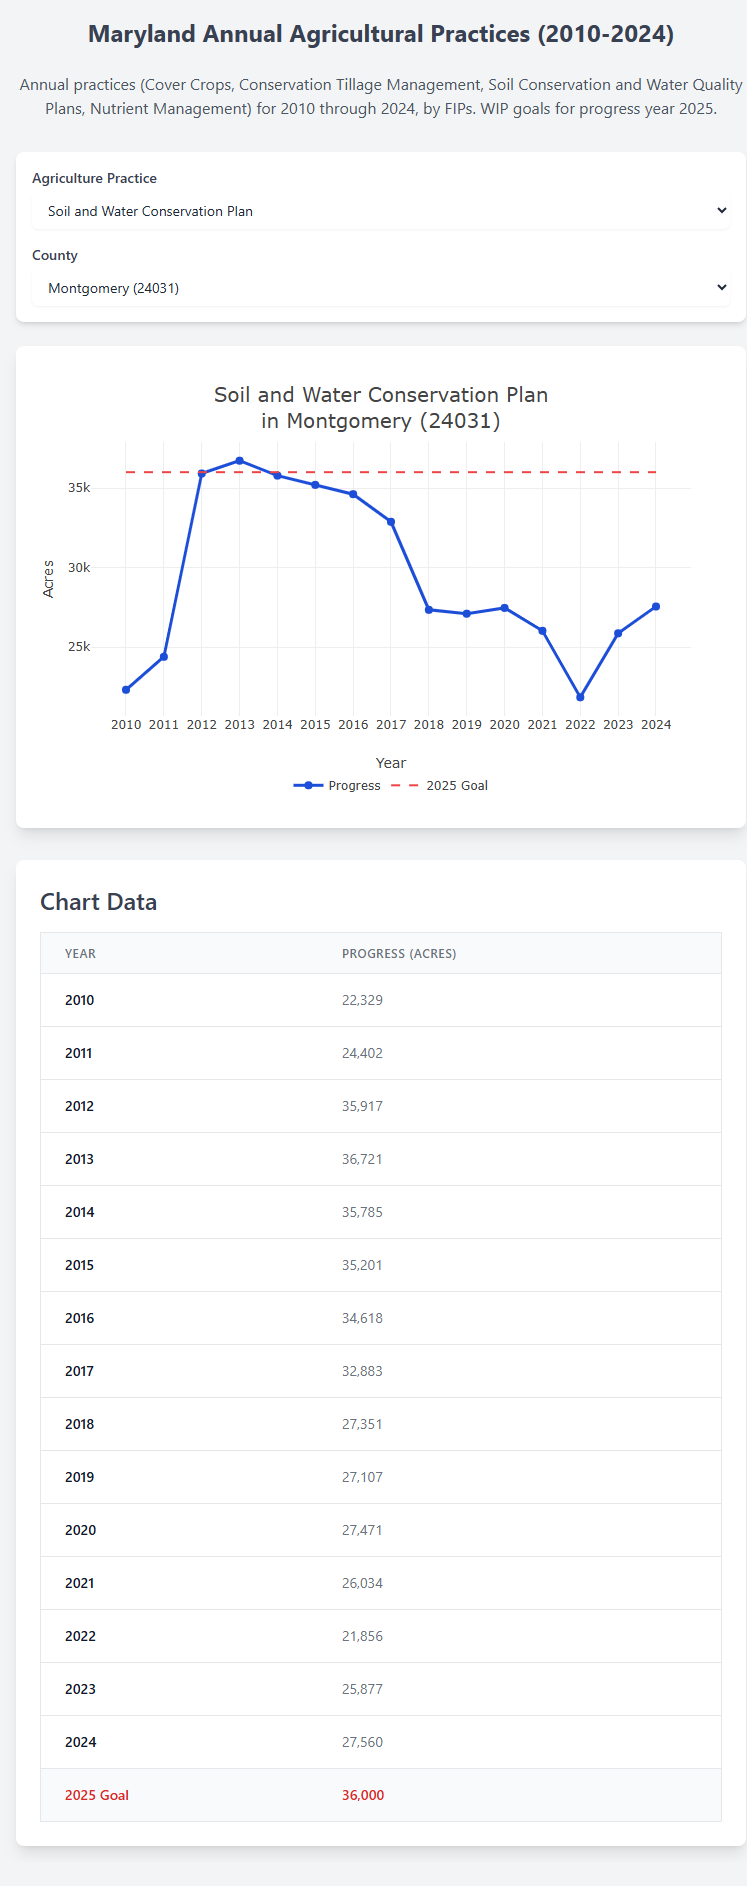 Maryland Annual Agricultural Practices (2010-2024)
Annual practices (Cover Crops, Conservation Tillage Management, Soil Conservation and Water Quality
Plans, Nutrient Management) for 2010 through 2024, by FIPs. WIP goals for progress year 2025.
Agriculture Practice
Soil and Water Conservation Plan
County
Montgomery (24031)
Soil and Water Conservation Plan
in Montgomery (24031)
35k
30k
25k
Acres
2010 2011 2012 2013 2014 2015 2016 2017 2018 2019 2020 2021 2022 2023 2024
Year
Progress 2025 Goal
Chart Data
YEAR PROGRESS (ACRES)
2010 22,329
2011 24,402
2012 35,917
2013 36,721
2014 35,785
2015 35,201
2016 34,618
2017 32,883
2018 27,351
2019 27,107
2020 27,471
2021 26,034
2022 21,856
2023 25,877
2024 27,560
2025 Goal 36,000